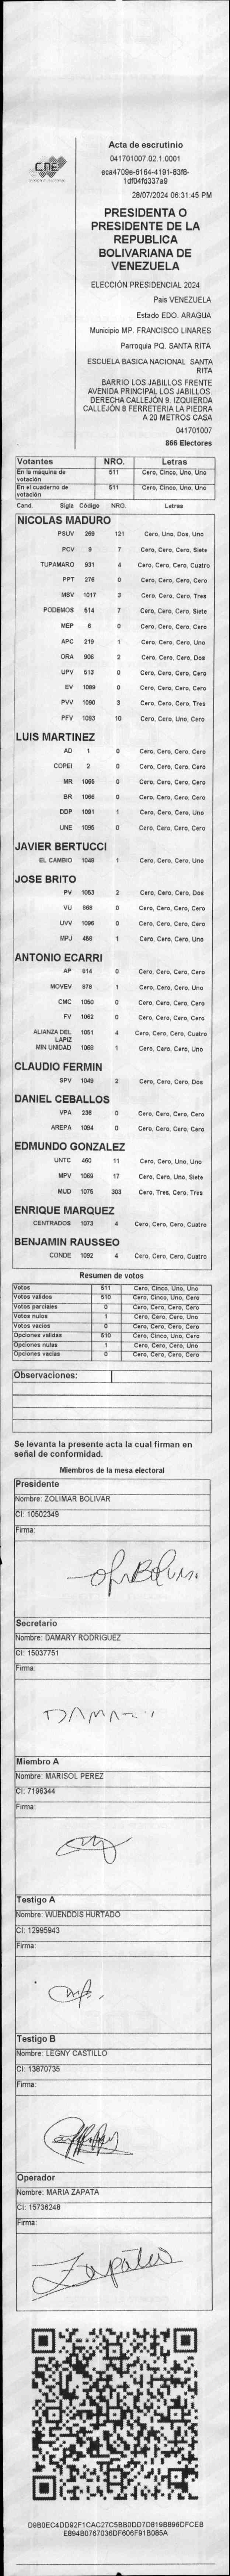 CNE
Acta de escrutinio
041701007.02.1.0001
eca4709e-6164-4191-83f8-
1df04fd337a9
28/07/2024 06:31:45 PM
PRESIDENTA O
PRESIDENTE DE LA
REPUBLICA
BOLIVARIANA DE
VENEZUELA
ELECCIÓN PRESIDENCIAL 2024
Pais VENEZUELA
Estado EDO. ARAGUA
Municipio MP. FRANCISCO LINARES
Parroquia PQ. SANTA RITA
ESCUELA BASICA NACIONAL SANTA
RITA
BARRIO LOS JABILLOS FRENTE
AVENIDA PRINCIPAL LOS JABILLOS.
DERECHA CALLEJÓN 9. IZQUIERDA
CALLEJÓN 8 FERRETERIA LA PIEDRA
A 20 METROS CASA
041701007
866 Electores
Votantes NRO. Letras
En la máquina de votación 511 Cero, Cinco, Uno, Uno
En el cuaderno de votación 511 Cero, Cinco, Uno, Uno
Cand. Sigla Código NRO. Letras
NICOLAS MADURO
PSUV 269 121 Cero, Uno, Dos, Uno
PCV 9 7 Cero, Cero, Cero, Siete
TUPAMARO 931 4 Cero, Cero, Cero, Cuatro
PPT 276 0 Cero, Cero, Cero, Cero
MSV 1017 3 Cero, Cero, Cero, Tres
PODEMOS 514 7 Cero, Cero, Cero, Siete
MEP 6 0 Cero, Cero, Cero, Cero
APC 219 1 Cero, Cero, Cero, Uno
ORA 906 2 Cero, Cero, Cero, Dos
UPV 513 0 Cero, Cero, Cero, Cero
EV 1089 0 Cero, Cero, Cero, Cero
PVV 1090 3 Cero, Cero, Cero, Tres
PFV 1093 10 Cero, Cero, Uno, Cero
LUIS MARTINEZ
AD 1 0 Cero, Cero, Cero, Cero
COPEI 2 0 Cero, Cero, Cero, Cero
MR 1065 0 Cero, Cero, Cero, Cero
BR 1066 0 Cero, Cero, Cero, Cero
DDP 1091 1 Cero, Cero, Cero, Uno
UNE 1095 0 Cero, Cero, Cero, Cero
JAVIER BERTUCCI
EL CAMBIO 1048 1 Cero, Cero, Cero, Uno
JOSE BRITO
PV 1053 2 Cero, Cero, Cero, Dos
VU 868 0 Cero, Cero, Cero, Cero
UVV 1096 0 Cero, Cero, Cero, Cero
MPJ 458 1 Cero, Cero, Cero, Uno
ANTONIO ECARRI
AP 914 0 Cero, Cero, Cero, Cero
MOVEV 978 1 Cero, Cero, Cero, Uno
CMC 1050 0 Cero, Cero, Cero, Cero
FV 1062 0 Cero, Cero, Cero, Cero
ALIANZA DEL LAPIZ 1051 4 Cero, Cero, Cero, Cuatro
MIN UNIDAD 1069 1 Cero, Cero, Cero, Uno
CLAUDIO FERMIN
SPV 1049 2 Cero, Cero, Cero, Dos
DANIEL CEBALLOS
VPA 236 0 Cero, Cero, Cero, Cero
AREPA 1094 0 Cero, Cero, Cero, Cero
EDMUNDO GONZALEZ
UNTC 460 11 Cero, Cero, Uno, Uno
MPV 1069 17 Cero, Cero, Uno, Siete
MUD 1075 303 Cero, Tres, Cero, Tres
ENRIQUE MARQUEZ
CENTRADOS 1073 4 Cero, Cero, Cero, Cuatro
BENJAMIN RAUSSEO
CONDE 1092 4 Cero, Cero, Cero, Cuatro
Resumen de votos
Votos 511 Cero, Cinco, Uno, Uno
Votos validos 510 Cero, Cinco, Uno, Cero
Votos parciales 0 Cero, Cero, Cero, Cero
Votos nulos 1 Cero, Cero, Cero, Uno
Votos vacios 0 Cero, Cero, Cero, Cero
Opciones validas 510 Cero, Cinco, Uno, Cero
Opciones nulas 1 Cero, Cero, Cero, Uno
Opciones vacias 0 Cero, Cero, Cero, Cero
Observaciones:
Se levanta la presente acta la cual firman en
señal de conformidad.
Miembros de la mesa electoral
Presidente
Nombre: ZOLIMAR BOLIVAR
CI: 10502349
Firma:
Secretario
Nombre: DAMARY RODRIGUEZ
CI: 15037751
Firma:
Miembro A
Nombre: MARISOL PEREZ
CI: 7196344
Firma:
Testigo A
Nombre: WUENDDIS HURTADO
CI: 12995943
Firma:
Testigo B
Nombre: LEGNY CASTILLO
CI: 13870735
Firma:
Operador
Nombre: MARIA ZAPATA
CI: 15736248
Firma:
Zapata
D9B0EC4DD92F1CAC27C5BB0DD7D819B896DFCEB
E894B0767036DF606F91B085A